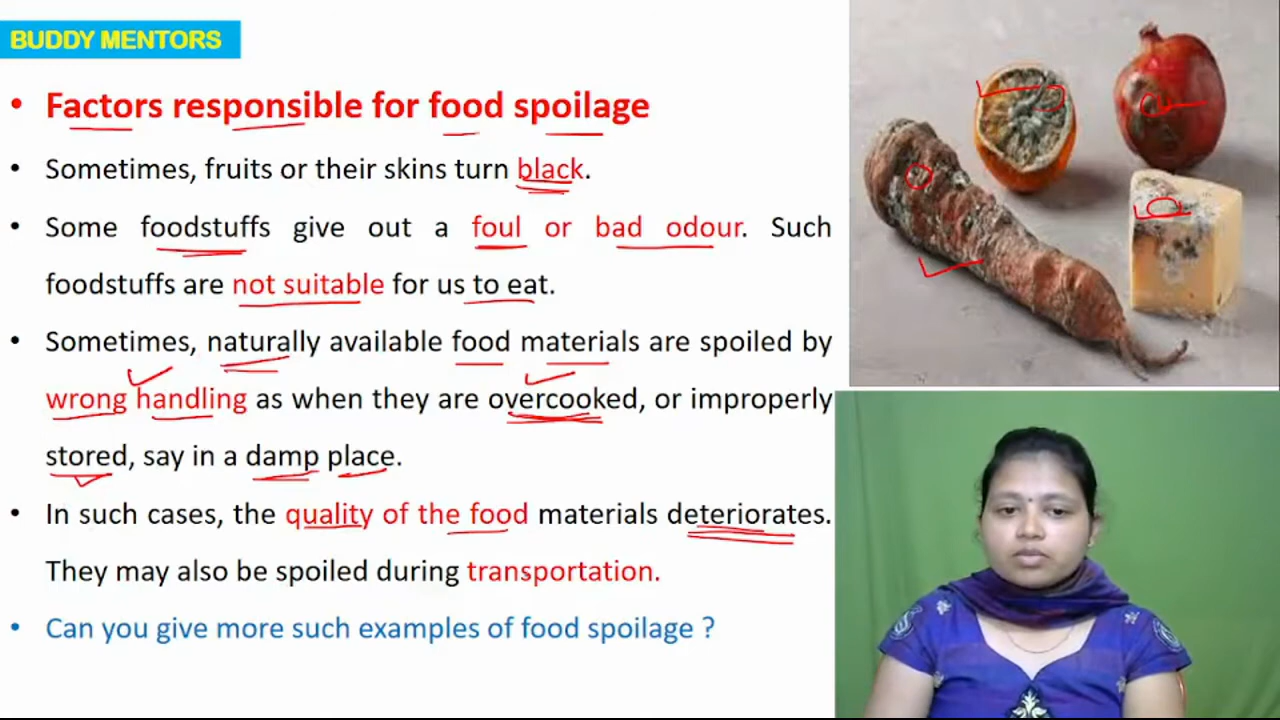 BUDDY MENTORS
• Factors responsible for food spoilage
• Sometimes, fruits or their skins turn black.
• Some foodstuffs give out a foul or bad odour. Such
foodstuffs are not suitable for us to eat.
• Sometimes, naturally available food materials are spoiled by
wrong handling as when they are overcooked, or improperly
stored, say in a damp place.
• In such cases, the quality of the food materials deteriorates.
They may also be spoiled during transportation.
• Can you give more such examples of food spoilage ?